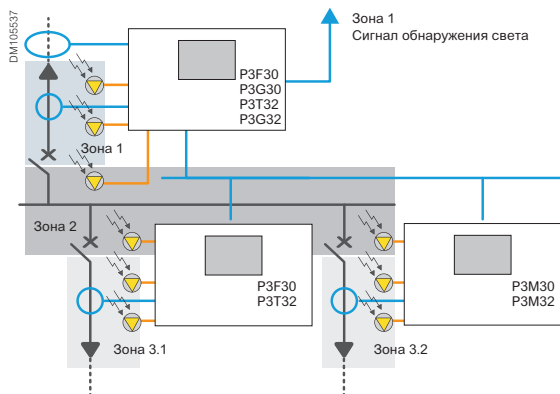 DM105537
Зона 1
Сигнал обнаружения света
P3F30
P3G30
P3T32
P3G32
Зона 1
Зона 2
P3F30
P3T32
P3M30
P3M32
Зона 3.1
Зона 3.2